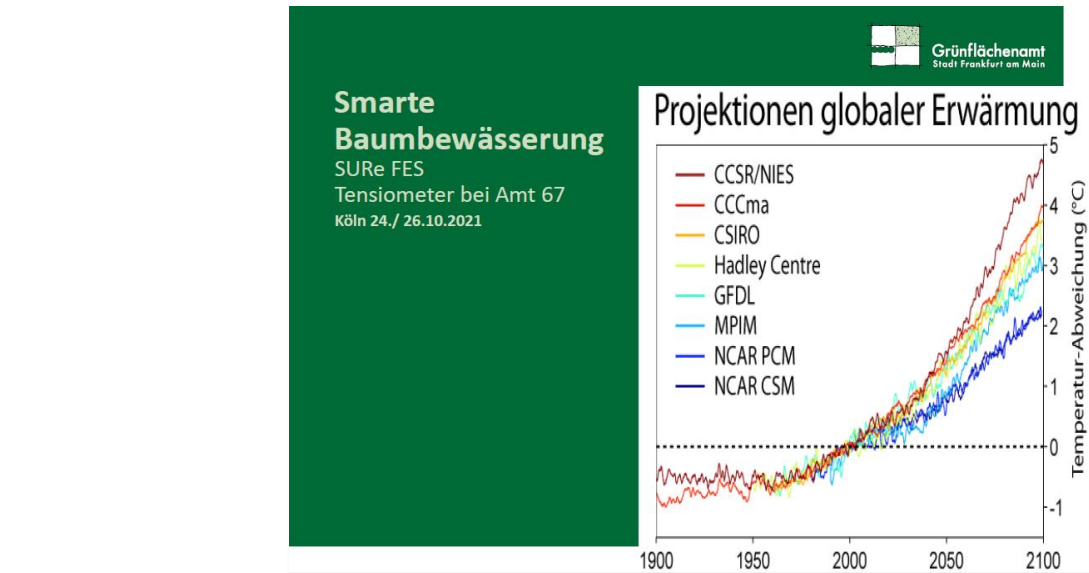 Grünflächenamt
Stadt Frankfurt am Main
Smarte
Baumbewässerung
SURe FES
Tensiometer bei Amt 67
Köln 24./ 26.10.2021
Projektionen globaler Erwärmung
CCSR/NIES
CCCma
CSIRO
Hadley Centre
GFDL
MPIM
NCAR PCM
NCAR CSM
5
4
3
2
1
0
-1
Temperatur-Abweichung (°C)
1900 1950 2000 2050 2100